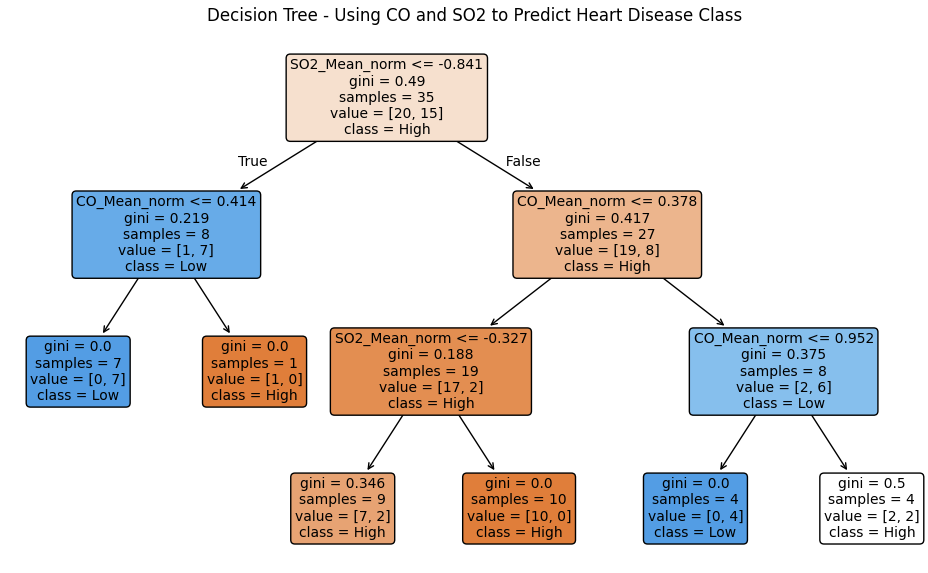 Decision Tree - Using CO and SO2 to Predict Heart Disease Class
SO2_Mean_norm <= -0.841
gini = 0.49
samples = 35
value = [20, 15]
class = High
True
False
CO_Mean_norm <= 0.414
gini = 0.219
samples = 8
value = [1, 7]
class = Low
CO_Mean_norm <= 0.378
gini = 0.417
samples = 27
value = [19, 8]
class = High
gini = 0.0
samples = 7
value = [0, 7]
class = Low
gini = 0.0
samples = 1
value = [1, 0]
class = High
SO2_Mean_norm <= -0.327
gini = 0.188
samples = 19
value = [17, 2]
class = High
CO_Mean_norm <= 0.952
gini = 0.375
samples = 8
value = [2, 6]
class = Low
gini = 0.346
samples = 9
value = [7, 2]
class = High
gini = 0.0
samples = 10
value = [10, 0]
class = High
gini = 0.0
samples = 4
value = [0, 4]
class = Low
gini = 0.5
samples = 4
value = [2, 2]
class = High